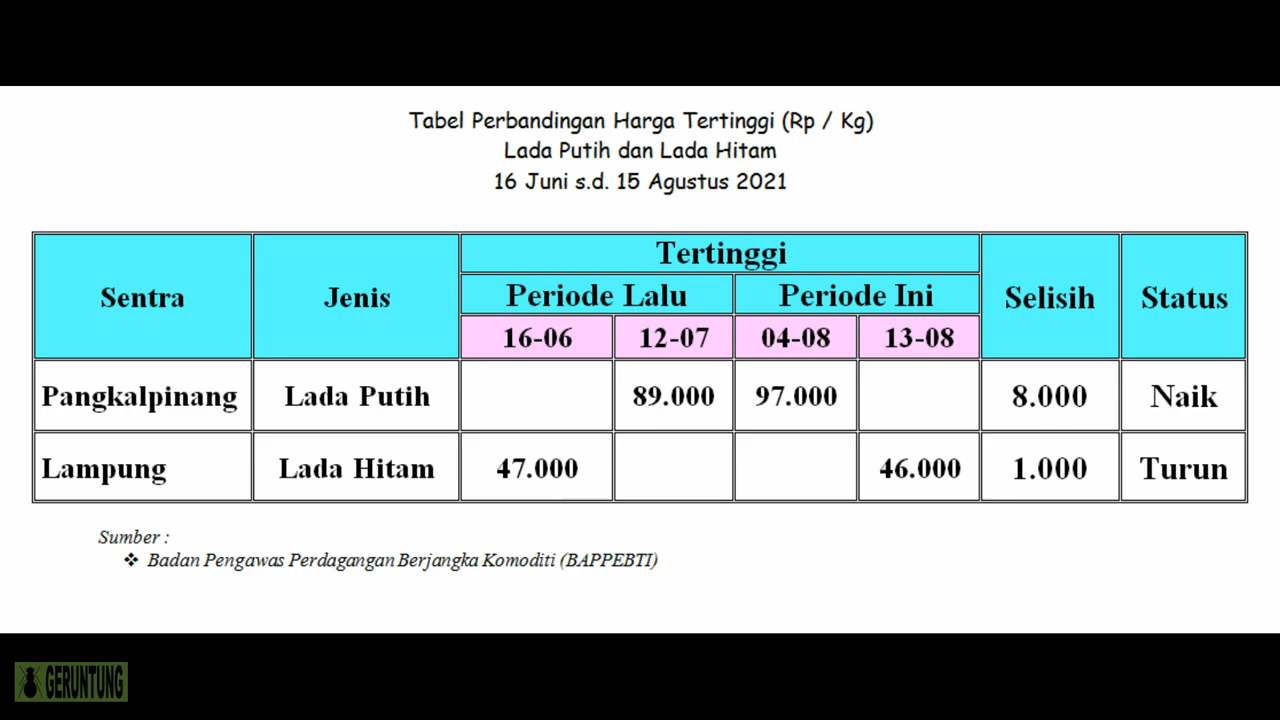 Tabel Perbandingan Harga Tertinggi (Rp / Kg)
Lada Putih dan Lada Hitam
16 Juni s.d. 15 Agustus 2021
Sentra Jenis Tertinggi Selisih Status
Periode Lalu Periode Ini
16-06 12-07 04-08 13-08
Pangkalpinang Lada Putih 89.000 97.000 8.000 Naik
Lampung Lada Hitam 47.000 46.000 1.000 Turun
Sumber :
❖ Badan Pengawas Perdagangan Berjangka Komoditi (BAPPEBTI)
GERUNTUNG